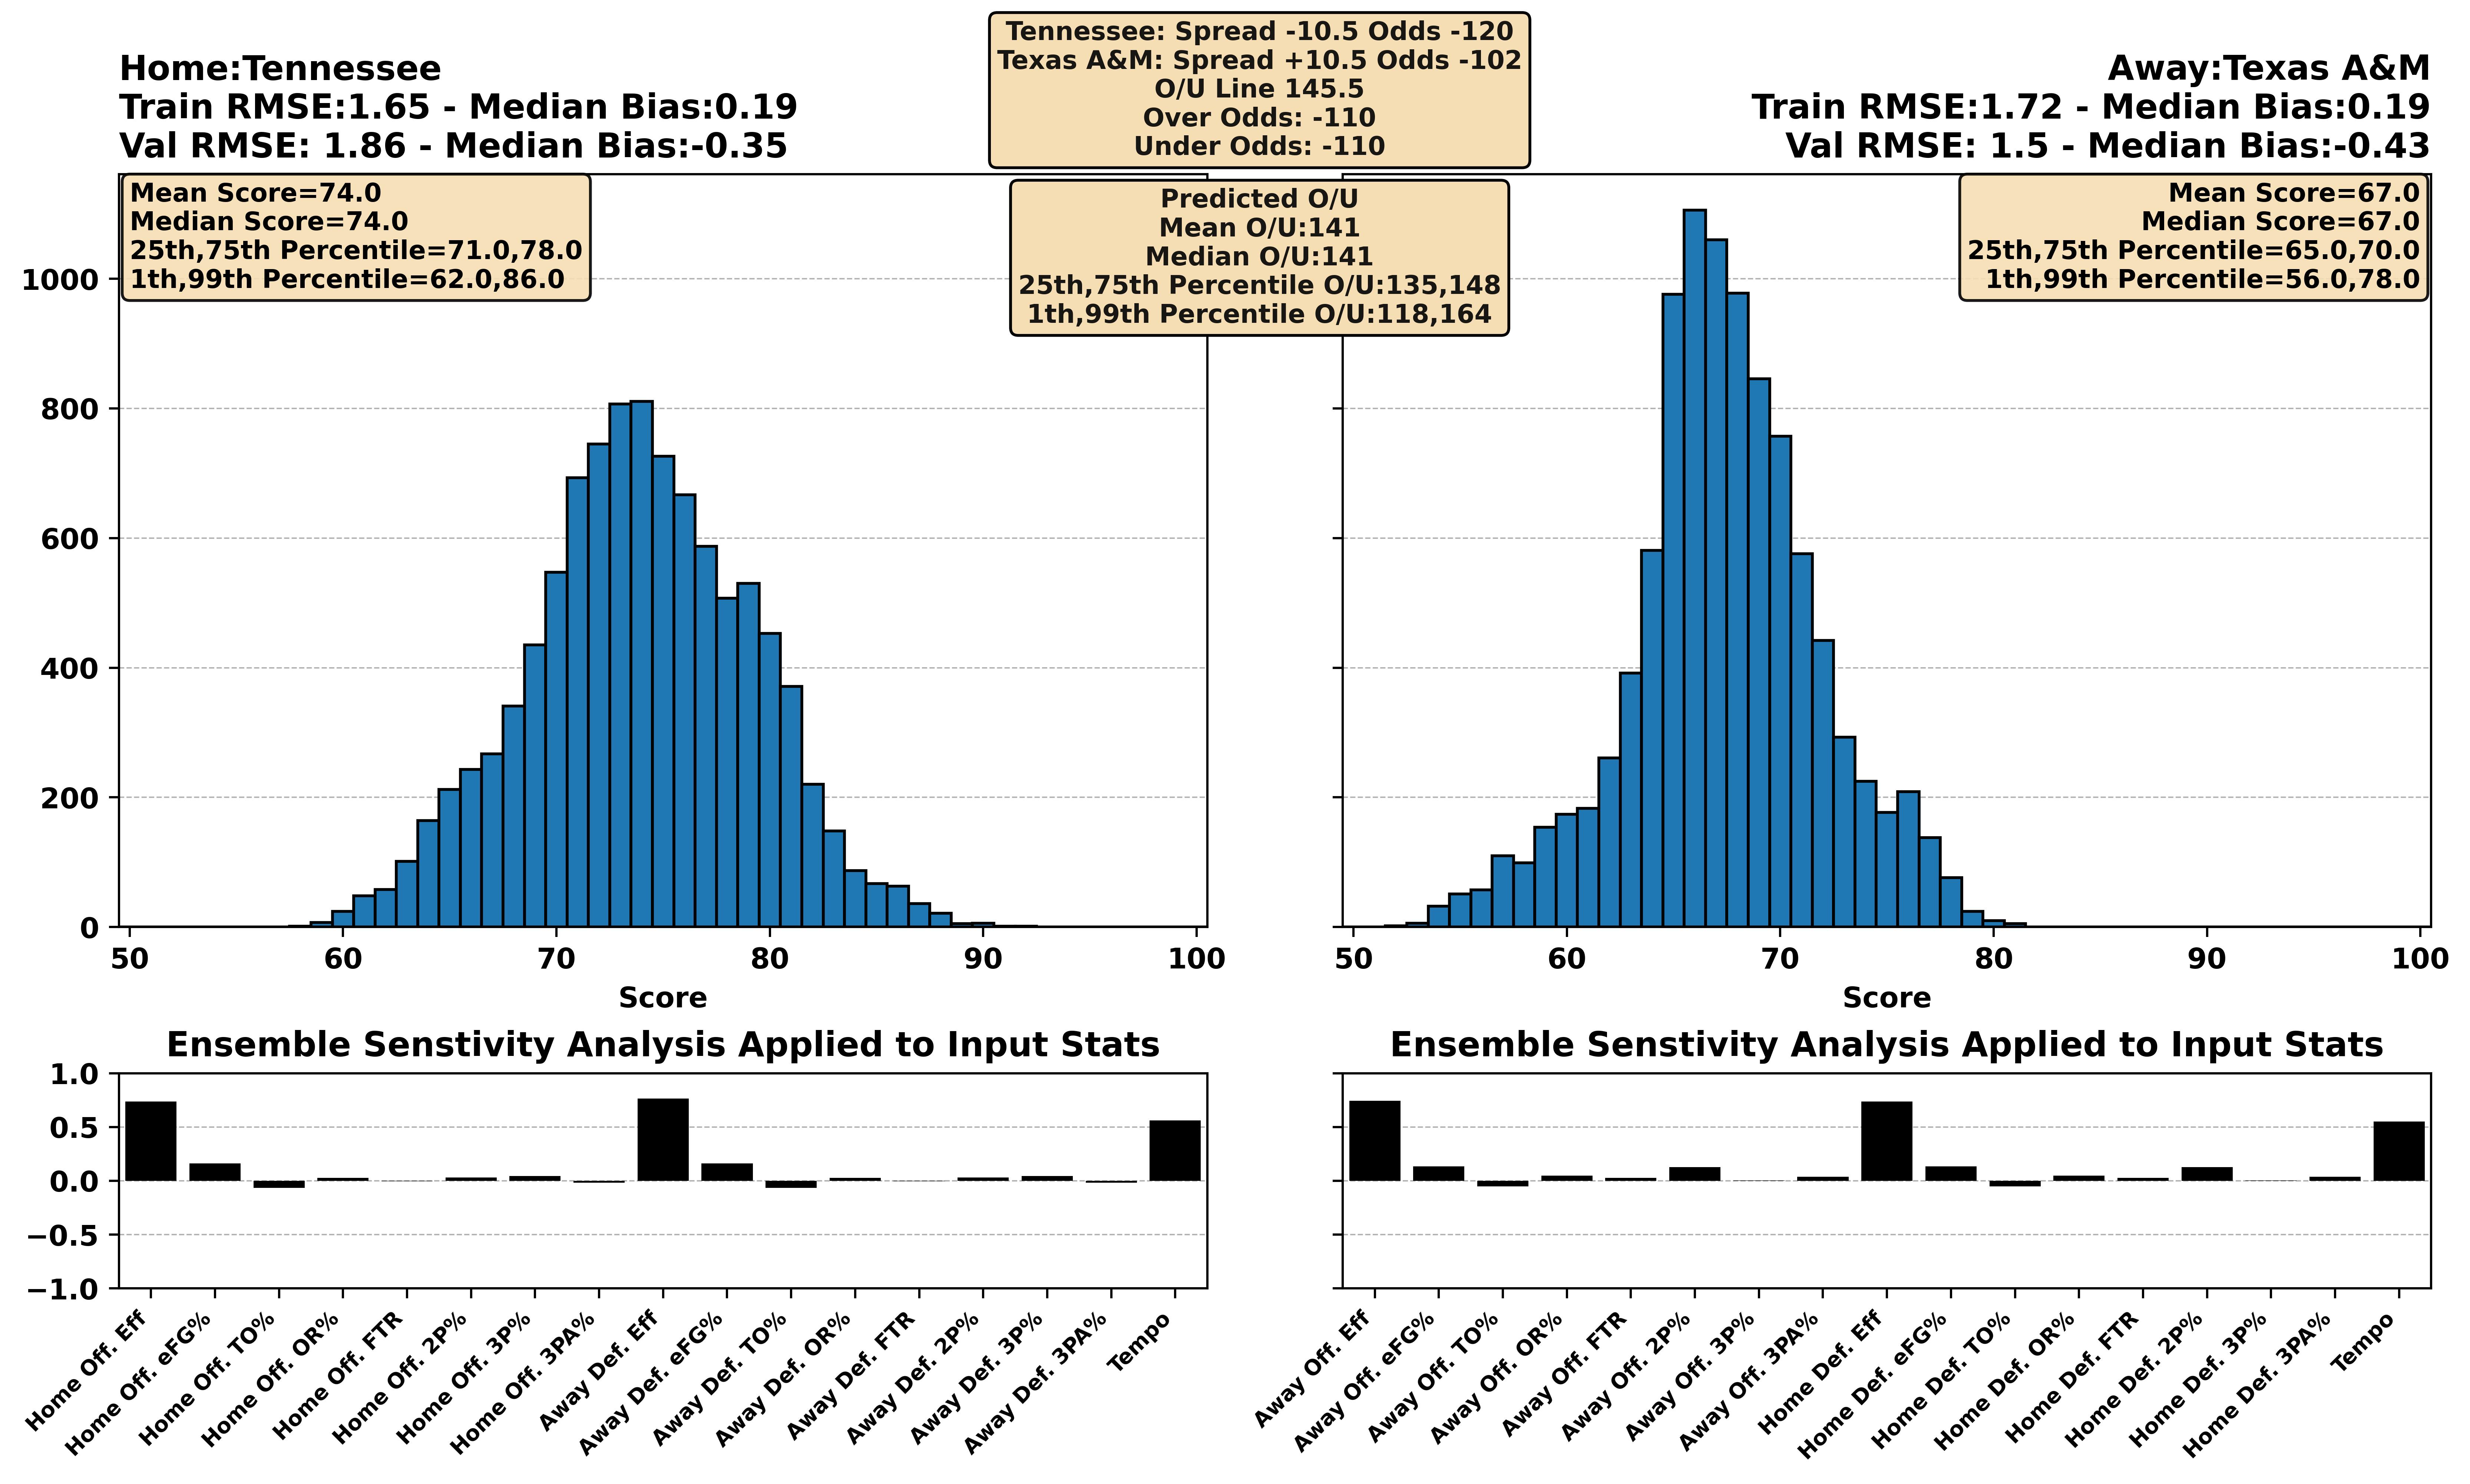 Tennessee: Spread -10.5 Odds -120
Texas A&M: Spread +10.5 Odds -102
O/U Line 145.5
Over Odds: -110
Under Odds: -110
Home:Tennessee
Train RMSE:1.65 - Median Bias:0.19
Val RMSE: 1.86 - Median Bias:-0.35
Away:Texas A&M
Train RMSE:1.72 - Median Bias:0.19
Val RMSE: 1.5 - Median Bias:-0.43
Mean Score=74.0
Median Score=74.0
25th,75th Percentile=71.0,78.0
1th,99th Percentile=62.0,86.0
Predicted O/U
Mean O/U:141
Median O/U:141
25th,75th Percentile O/U:135,148
1th,99th Percentile O/U:118,164
Mean Score=67.0
Median Score=67.0
25th,75th Percentile=65.0,70.0
1th,99th Percentile=56.0,78.0
1000
800
600
400
200
0
50 60 70 80 90 100
Score
50 60 70 80 90 100
Score
Ensemble Senstivity Analysis Applied to Input Stats
1.0
0.5
0.0
−0.5
−1.0
Home Off. Eff
Home Off. eFG%
Home Off. TO%
Home Off. OR%
Home Off. FTR
Home Off. 2P%
Home Off. 3P%
Home Off. 3PA%
Away Def. Eff
Away Def. eFG%
Away Def. TO%
Away Def. OR%
Away Def. FTR
Away Def. 2P%
Away Def. 3P%
Away Def. 3PA%
Tempo
Ensemble Senstivity Analysis Applied to Input Stats
Away Off. Eff
Away Off. eFG%
Away Off. TO%
Away Off. OR%
Away Off. FTR
Away Off. 2P%
Away Off. 3P%
Away Off. 3PA%
Home Def. Eff
Home Def. eFG%
Home Def. TO%
Home Def. OR%
Home Def. FTR
Home Def. 2P%
Home Def. 3P%
Home Def. 3PA%
Tempo